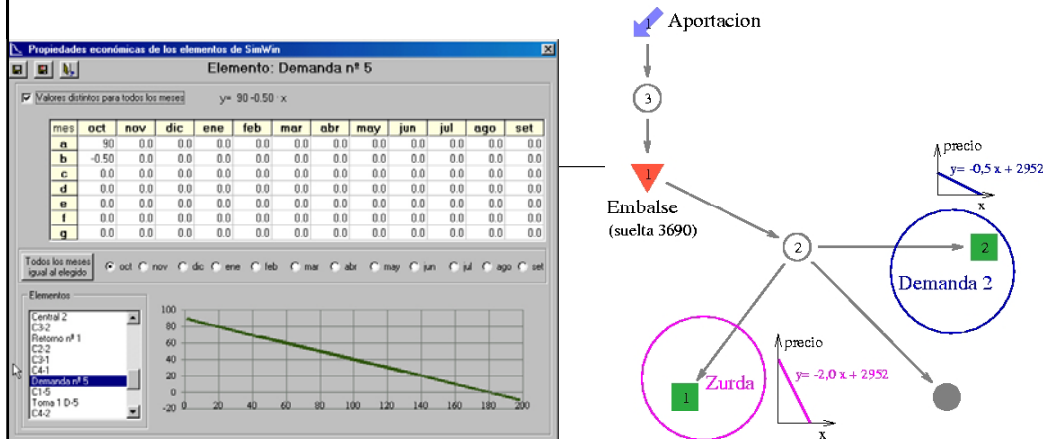 Propiedades económicas de los elementos de SimWin
Elemento: Demanda nª 5
Valores distintos para todos los meses
y= 90 -0.50 · x
mes oct nov dic ene feb mar abr may jun jul ago set
a 90 0.0 0.0 0.0 0.0 0.0 0.0 0.0 0.0 0.0 0.0 0.0
b -0.50 0.0 0.0 0.0 0.0 0.0 0.0 0.0 0.0 0.0 0.0 0.0
c 0.0 0.0 0.0 0.0 0.0 0.0 0.0 0.0 0.0 0.0 0.0 0.0
d 0.0 0.0 0.0 0.0 0.0 0.0 0.0 0.0 0.0 0.0 0.0 0.0
e 0.0 0.0 0.0 0.0 0.0 0.0 0.0 0.0 0.0 0.0 0.0 0.0
f 0.0 0.0 0.0 0.0 0.0 0.0 0.0 0.0 0.0 0.0 0.0 0.0
g 0.0 0.0 0.0 0.0 0.0 0.0 0.0 0.0 0.0 0.0 0.0 0.0
Todos los meses
igual al elegido
oct nov dic ene feb mar abr may jun jul ago set
Elementos
Central 2
C3-2
Retorno nª 1
C2-2
C3-1
C4-1
Demanda nª 5
C1-5
Toma 1 D-5
C4-2
100
80
60
40
20
0
-20
0 20 40 60 80 100 120 140 160 180 200
1 Aportacion
3
1
Embalse
(suelta 3690)
2
precio
y= -0,5 x + 2952
x
2
Demanda 2
precio
y= -2,0 x + 2952
x
Zurda
1